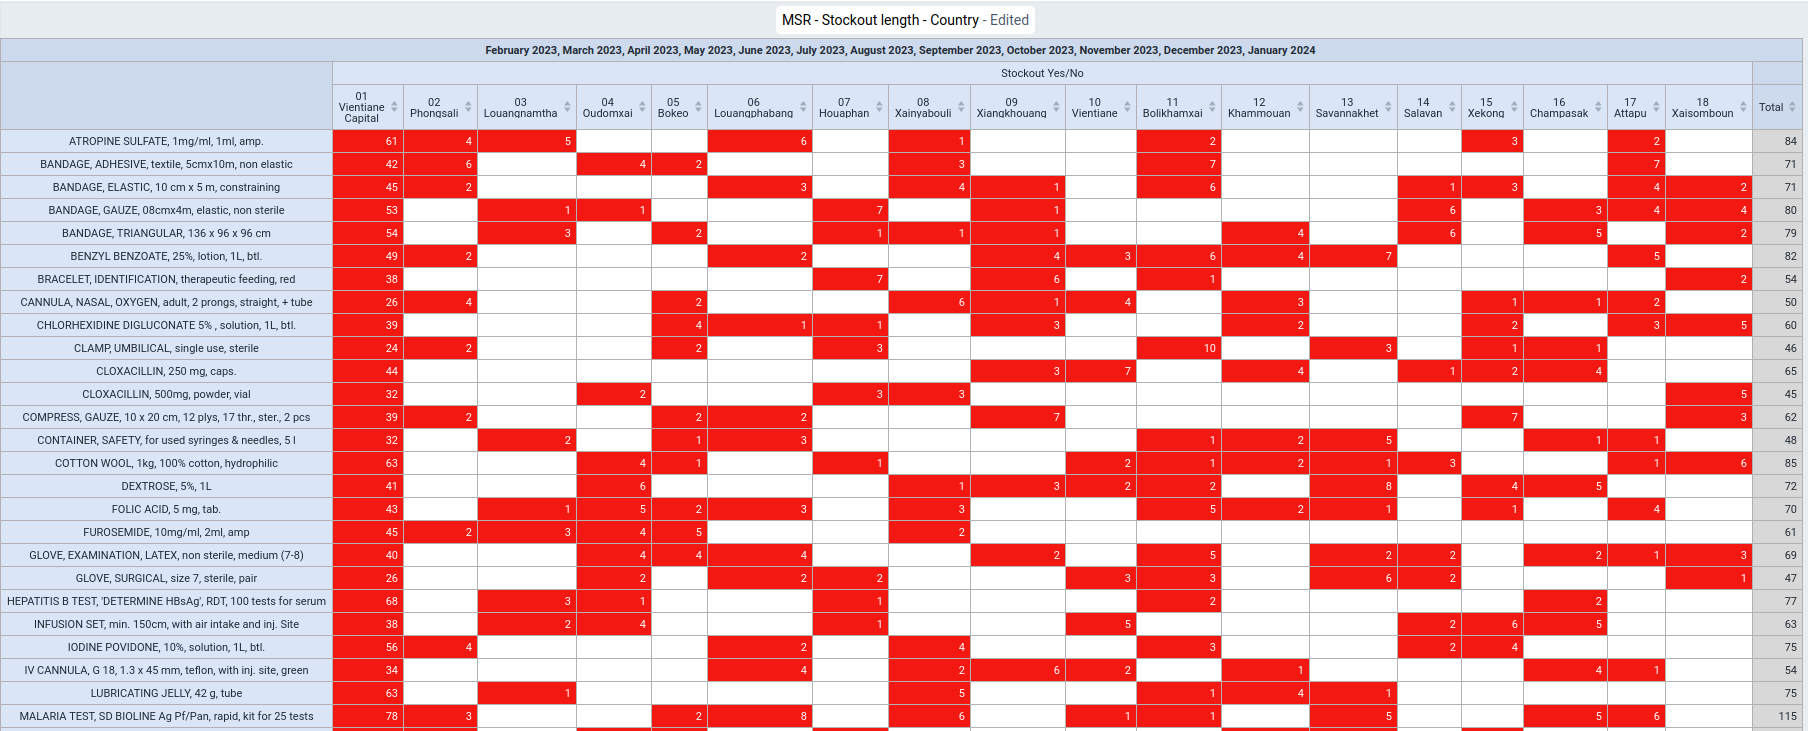 MSR - Stockout length - Country - Edited
February 2023, March 2023, April 2023, May 2023, June 2023, July 2023, August 2023, September 2023, October 2023, November 2023, December 2023, January 2024
Stockout Yes/No
01 Vientiane Capital 02 Phongsali 03 Louangnamtha 04 Oudomxai 05 Bokeo 06 Louangphabang 07 Houaphan 08 Xainyabouli 09 Xiangkhouang 10 Vientiane 11 Bolikhamxai 12 Khammouan 13 Savannakhet 14 Salavan 15 Xekong 16 Champasak 17 Attapu 18 Xaisomboun Total
ATROPINE SULFATE, 1mg/ml, 1ml, amp. 61 4 5 6 1 2 3 2 84
BANDAGE, ADHESIVE, textile, 5cmx10m, non elastic 42 6 4 2 3 7 7 71
BANDAGE, ELASTIC, 10 cm x 5 m, constraining 45 2 3 4 1 6 1 3 4 2 71
BANDAGE, GAUZE, 08cmx4m, elastic, non sterile 53 1 1 7 1 6 3 4 4 80
BANDAGE, TRIANGULAR, 136 x 96 x 96 cm 54 3 2 1 1 1 4 6 5 2 79
BENZYL BENZOATE, 25%, lotion, 1L, btl. 49 2 2 4 3 6 4 7 5 82
BRACELET, IDENTIFICATION, therapeutic feeding, red 38 7 6 1 2 54
CANNULA, NASAL, OXYGEN, adult, 2 prongs, straight, + tube 26 4 2 6 1 4 3 1 1 2 50
CHLORHEXIDINE DIGLUCONATE 5% , solution, 1L, btl. 39 4 1 1 3 2 2 3 5 60
CLAMP, UMBILICAL, single use, sterile 24 2 2 3 10 3 1 1 46
CLOXACILLIN, 250 mg, caps. 44 3 7 4 1 2 4 65
CLOXACILLIN, 500mg, powder, vial 32 2 3 3 5 45
COMPRESS, GAUZE, 10 x 20 cm, 12 plys, 17 thr., ster., 2 pcs 39 2 2 2 7 7 3 62
CONTAINER, SAFETY, for used syringes & needles, 5 l 32 2 1 3 1 2 5 1 1 48
COTTON WOOL, 1kg, 100% cotton, hydrophilic 63 4 1 1 2 1 2 1 3 1 6 85
DEXTROSE, 5%, 1L 41 6 1 3 2 2 8 4 5 72
FOLIC ACID, 5 mg, tab. 43 1 5 2 3 3 5 2 1 1 4 70
FUROSEMIDE, 10mg/ml, 2ml, amp 45 2 3 4 5 2 61
GLOVE, EXAMINATION, LATEX, non sterile, medium (7-8) 40 4 4 4 2 5 2 2 2 1 3 69
GLOVE, SURGICAL, size 7, sterile, pair 26 2 2 2 3 3 6 2 1 47
HEPATITIS B TEST, 'DETERMINE HBsAg', RDT, 100 tests for serum 68 3 1 1 2 2 77
INFUSION SET, min. 150cm, with air intake and inj. Site 38 2 4 1 5 2 6 5 63
IODINE POVIDONE, 10%, solution, 1L, btl. 56 4 2 4 3 2 4 75
IV CANNULA, G 18, 1.3 x 45 mm, teflon, with inj. site, green 34 4 2 6 2 1 4 1 54
LUBRICATING JELLY, 42 g, tube 63 1 5 1 4 1 75
MALARIA TEST, SD BIOLINE Ag Pf/Pan, rapid, kit for 25 tests 78 3 2 8 6 1 1 5 5 6 115